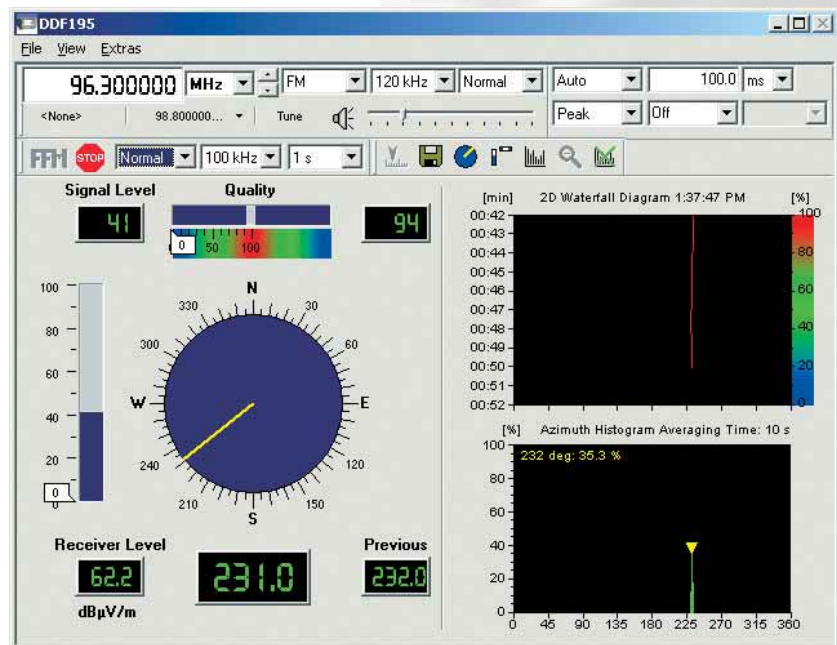 DDF195
File View Extras
96.300000 MHz FM 120 kHz Normal Auto 100.0 ms
<None> 98.800000... Tune Peak Off
FFM STOP Normal 100 kHz 1 s
Signal Level Quality
41 94
0 50 100
100
80
60
40
20
0
0
N
30
60
E
120
150
S
210
240
W
300
330
Receiver Level Previous
62.2 231.0 232.0
dBµV/m
[min] 2D Waterfall Diagram 1:37:47 PM [%]
00:42 100
00:43
00:44 80
00:45
00:46 60
00:47
00:48 40
00:49
00:50 20
00:51
00:52 0
[%] Azimuth Histogram Averaging Time: 10 s
232 deg: 35.3 %
100
80
60
40
20
0
0 45 90 135 180 225 270 315 360